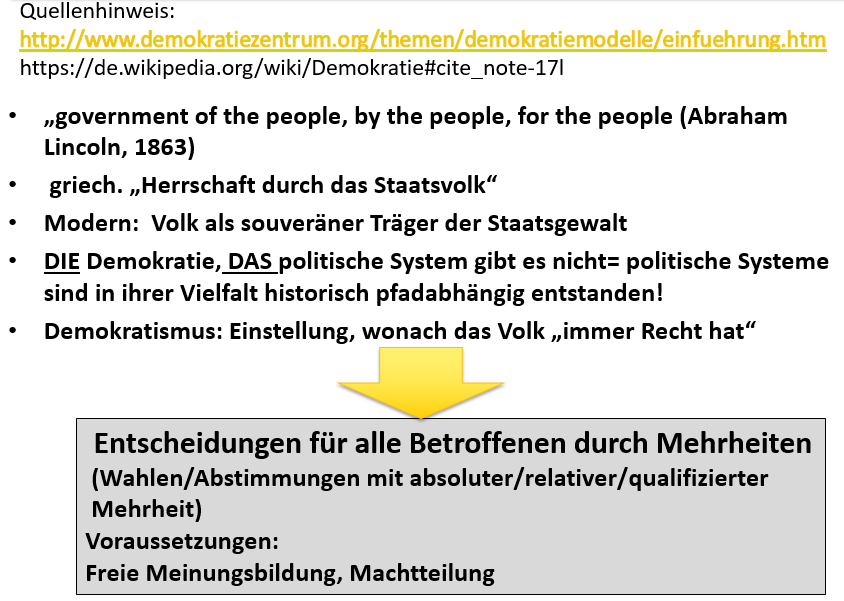 Quellenhinweis:
http://www.demokratiezentrum.org/themen/demokratiemodelle/einfuehrung.htm
https://de.wikipedia.org/wiki/Demokratie#cite_note-17l
• „government of the people, by the people, for the people (Abraham
Lincoln, 1863)
• griech. „Herrschaft durch das Staatsvolk“
• Modern: Volk als souveräner Träger der Staatsgewalt
• DIE Demokratie, DAS politische System gibt es nicht= politische Systeme
sind in ihrer Vielfalt historisch pfadabhängig entstanden!
• Demokratismus: Einstellung, wonach das Volk „immer Recht hat“
Entscheidungen für alle Betroffenen durch Mehrheiten
(Wahlen/Abstimmungen mit absoluter/relativer/qualifizierter
Mehrheit)
Voraussetzungen:
Freie Meinungsbildung, Machtteilung